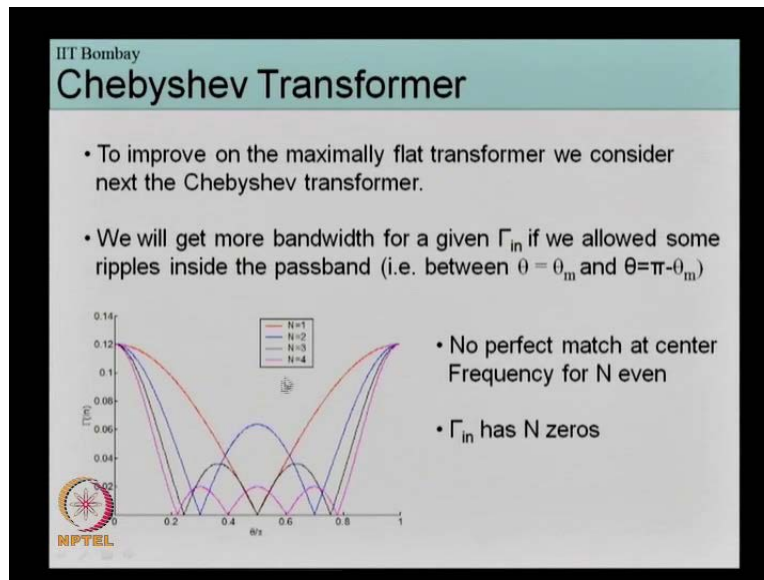 IIT Bombay
Chebyshev Transformer
• To improve on the maximally flat transformer we consider
next the Chebyshev transformer.
• We will get more bandwidth for a given Γin if we allowed some
ripples inside the passband (i.e. between θ = θm and θ=π-θm)
0.14
0.12
0.1
0.08
0.06
0.04
0.02
0
0.2
0.4
0.6
0.8
1
N=1
N=2
N=3
N=4
• No perfect match at center
Frequency for N even
• Γin has N zeros
NPTEL